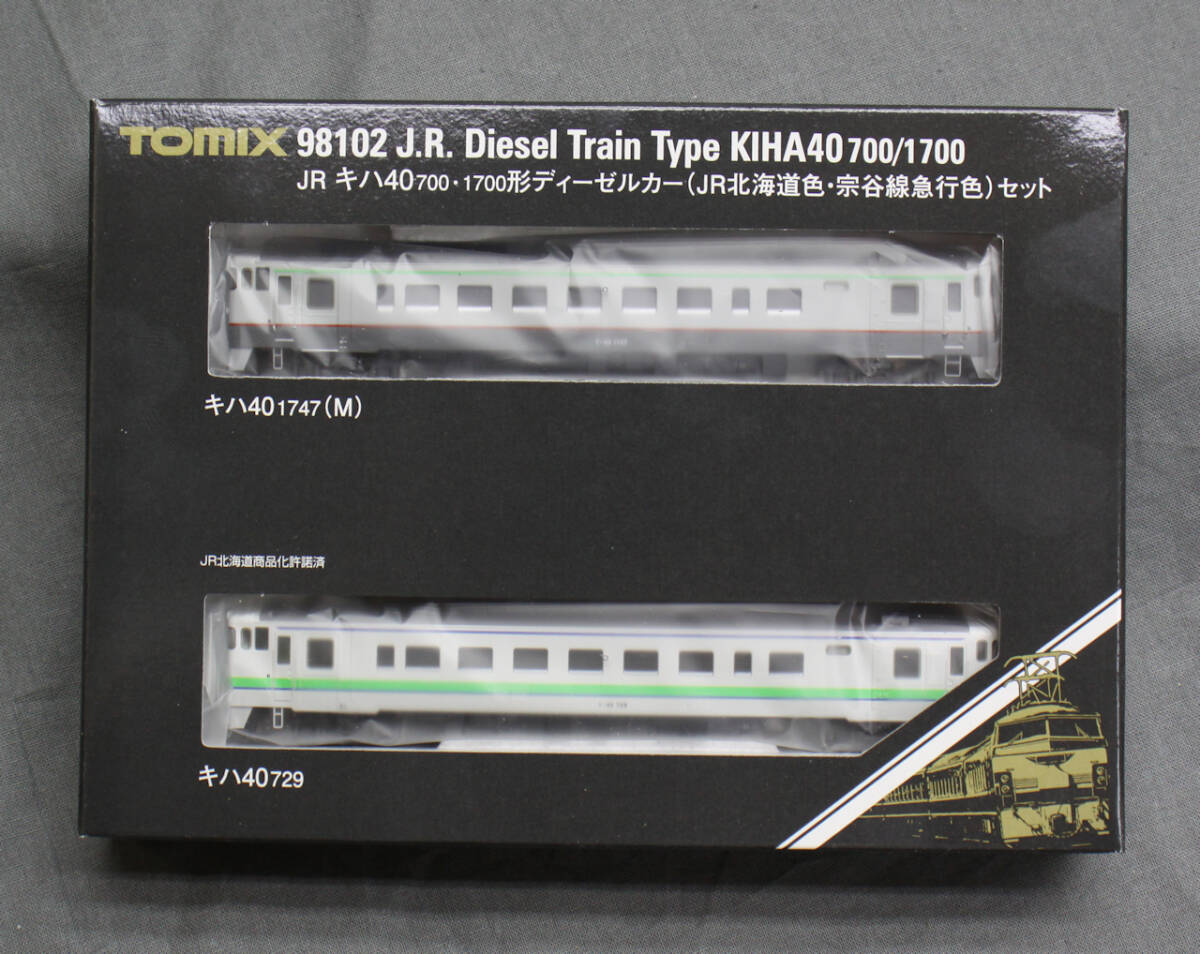 TOMIX 98102 J.R. Diesel Train Type KIHA40 700/1700
JR キハ40-700・1700形ディーゼルカー(JR北海道色・宗谷線急行色)セット
キハ40 1747(M)
JR北海道商品化許諾済
キハ40 729